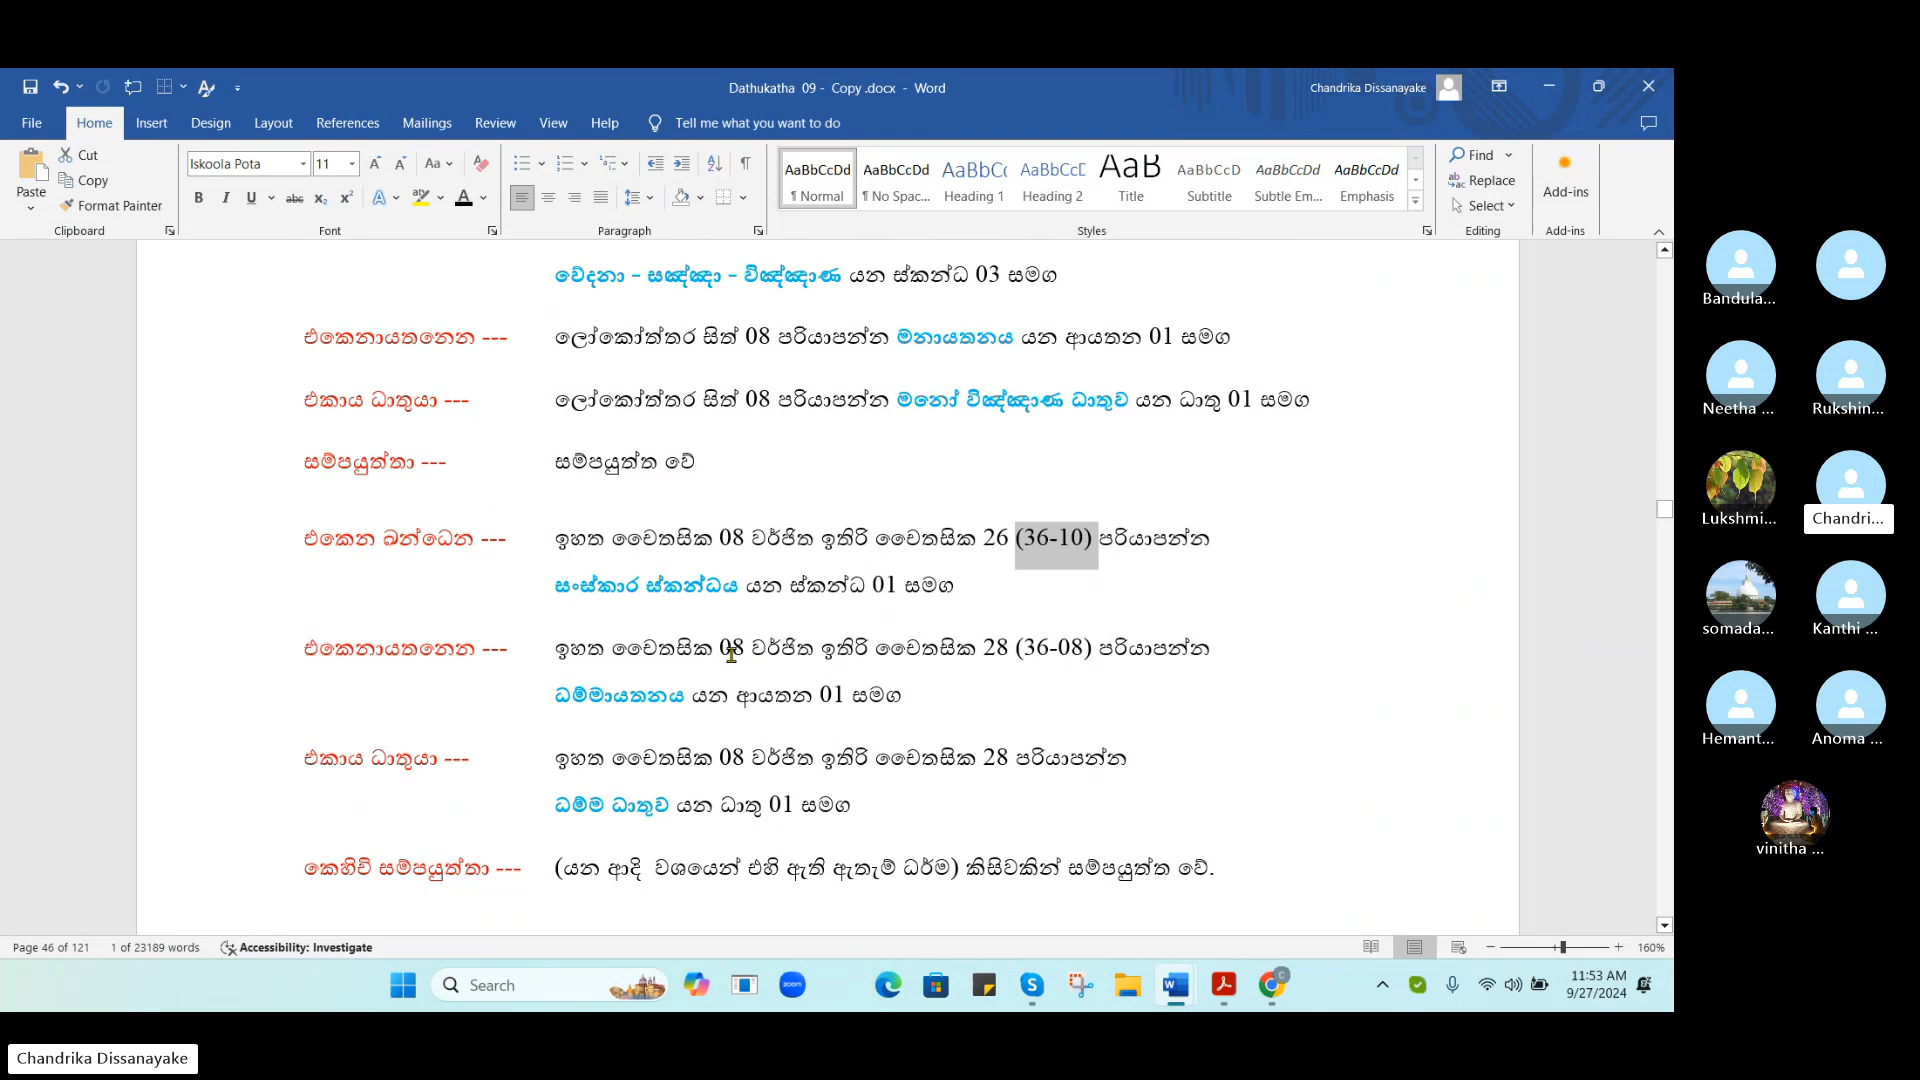 Dathukatha 09 - Copy .docx - Word
Chandrika Dissanayake
File Home Insert Design Layout References Mailings Review View Help Tell me what you want to do
Paste
Cut
Copy
Format Painter
Clipboard
Iskoola Pota 11
Font
Paragraph
AaBbCcDd AaBbCcDd AaBbCc AaBbCcD AaB AaBbCcD AaBbCcDd AaBbCcDd
¶ Normal ¶ No Spac... Heading 1 Heading 2 Title Subtitle Subtle Em... Emphasis
Styles
Find
Replace
Select
Editing
Add-ins
Add-ins
වේදනා - සඤ්ඤා - විඤ්ඤාණ යන ස්කන්ධ 03 සමග
එකෙනායතනෙන --- ලෝකෝත්තර සිත් 08 පරියාපන්න මනායතනය යන ආයතන 01 සමග
එකාය ධාතුයා --- ලෝකෝත්තර සිත් 08 පරියාපන්න මනෝ විඤ්ඤාණ ධාතුව යන ධාතු 01 සමග
සම්පයුත්තා --- සම්පයුත්ත වේ
එකෙන ඛන්ධෙන --- ඉහත චෛතසික 08 වර්ජිත ඉතිරි චෛතසික 26 (36-10) පරියාපන්න
සංස්කාර ස්කන්ධය යන ස්කන්ධ 01 සමග
එකෙනායතනෙන --- ඉහත චෛතසික 08 වර්ජිත ඉතිරි චෛතසික 28 (36-08) පරියාපන්න
ධම්මායතනය යන ආයතන 01 සමග
එකාය ධාතුයා --- ඉහත චෛතසික 08 වර්ජිත ඉතිරි චෛතසික 28 පරියාපන්න
ධම්ම ධාතුව යන ධාතු 01 සමග
කෙහිචි සම්පයුත්තා --- (යන ආදි වශයෙන් එහි ඇති ඇතැම් ධර්ම) කිසිවකින් සම්පයුත්ත වේ.
Page 46 of 121 1 of 23189 words Accessibility: Investigate 160%
Search
zoom
11:53 AM
9/27/2024
Bandula...
Neetha ... Rukshin...
Lukshmi... Chandri...
somada... Kanthi ...
Hemant... Anoma ...
vinitha ...
Chandrika Dissanayake